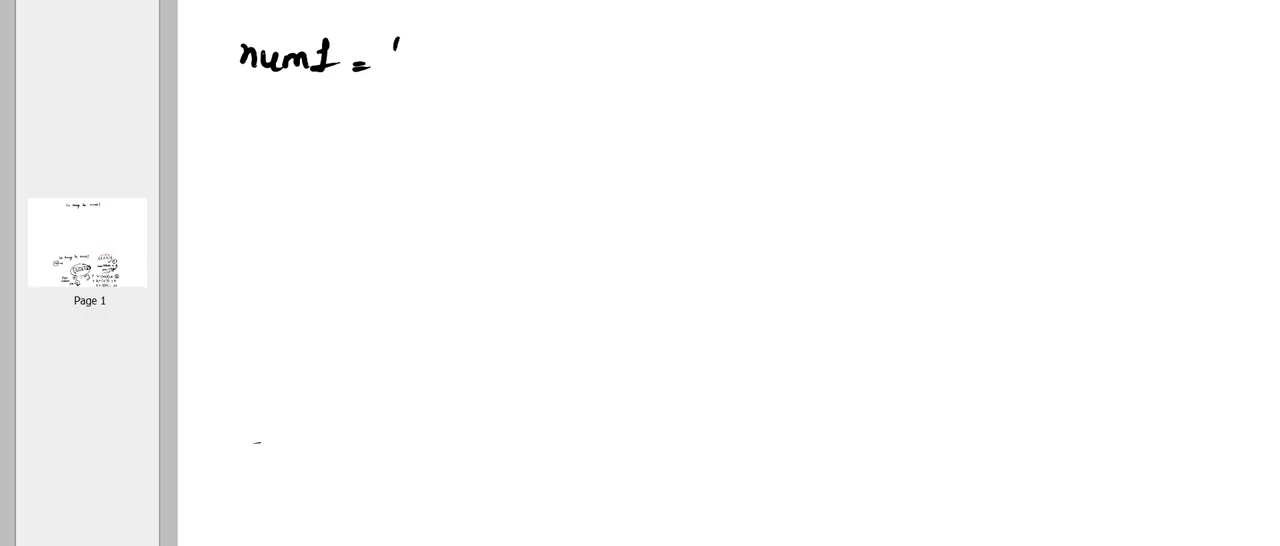 num1 = '
Page 1